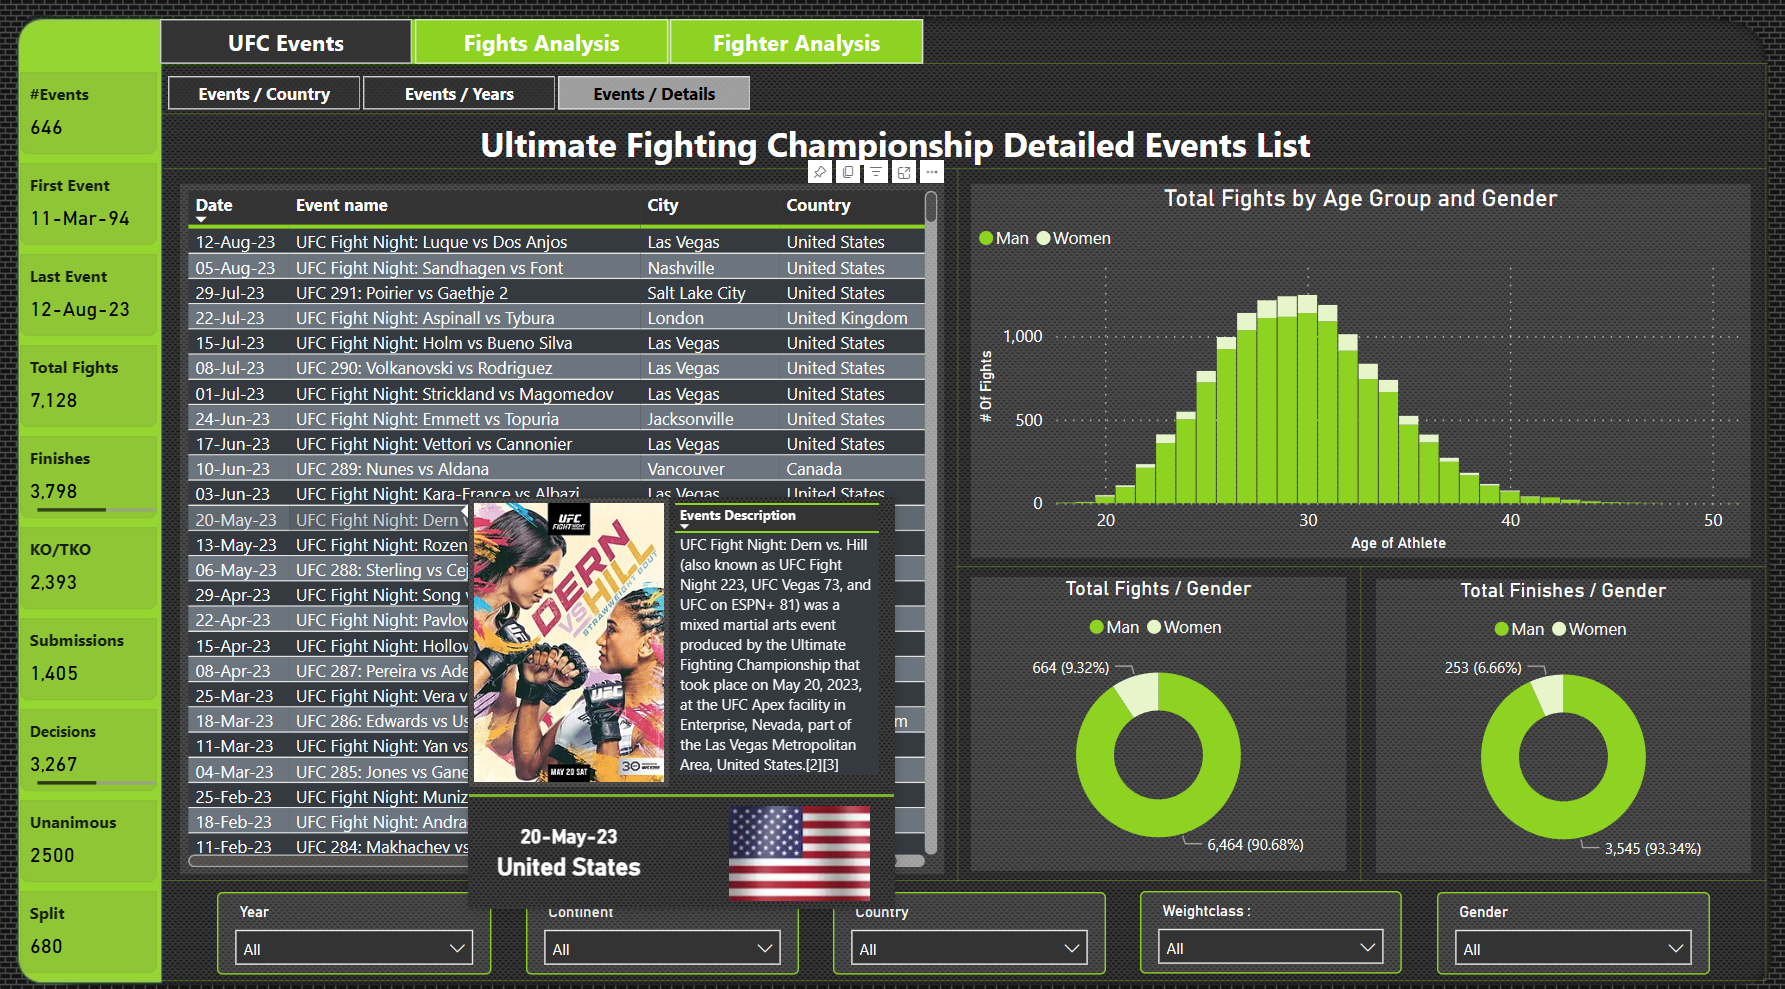 UFC Events
Fights Analysis
Fighter Analysis
Events / Country
Events / Years
Events / Details
Ultimate Fighting Championship Detailed Events List
#Events
646
First Event
11-Mar-94
Last Event
12-Aug-23
Total Fights
7,128
Finishes
3,798
KO/TKO
2,393
Submissions
1,405
Decisions
3,267
Unanimous
2500
Split
680
Date Event name City Country
12-Aug-23 UFC Fight Night: Luque vs Dos Anjos Las Vegas United States
05-Aug-23 UFC Fight Night: Sandhagen vs Font Nashville United States
29-Jul-23 UFC 291: Poirier vs Gaethje 2 Salt Lake City United States
22-Jul-23 UFC Fight Night: Aspinall vs Tybura London United Kingdom
15-Jul-23 UFC Fight Night: Holm vs Bueno Silva Las Vegas United States
08-Jul-23 UFC 290: Volkanovski vs Rodriguez Las Vegas United States
01-Jul-23 UFC Fight Night: Strickland vs Magomedov Las Vegas United States
24-Jun-23 UFC Fight Night: Emmett vs Topuria Jacksonville United States
17-Jun-23 UFC Fight Night: Vettori vs Cannonier Las Vegas United States
10-Jun-23 UFC 289: Nunes vs Aldana Vancouver Canada
03-Jun-23 UFC Fight Night: Kara-France vs Albazi Las Vegas United States
20-May-23 UFC Fight Night: Dern v
13-May-23 UFC Fight Night: Rozen
06-May-23 UFC 288: Sterling vs Cej
29-Apr-23 UFC Fight Night: Song v
22-Apr-23 UFC Fight Night: Pavlov
15-Apr-23 UFC Fight Night: Hollow
08-Apr-23 UFC 287: Pereira vs Ade
25-Mar-23 UFC Fight Night: Vera v
18-Mar-23 UFC 286: Edwards vs Us m
11-Mar-23 UFC Fight Night: Yan vs
04-Mar-23 UFC 285: Jones vs Gane
25-Feb-23 UFC Fight Night: Muniz
18-Feb-23 UFC Fight Night: Andra
11-Feb-23 UFC 284: Makhachev vs
UFC
FIGHT NIGHT
DERN
VS
HILL
STRAWWEIGHT BOUT
UFC
MAY 20 SAT
30
Events Description
UFC Fight Night: Dern vs. Hill
(also known as UFC Fight
Night 223, UFC Vegas 73, and
UFC on ESPN+ 81) was a
mixed martial arts event
produced by the Ultimate
Fighting Championship that
took place on May 20, 2023,
at the UFC Apex facility in
Enterprise, Nevada, part of
the Las Vegas Metropolitan
Area, United States.[2][3]
20-May-23
United States
Total Fights by Age Group and Gender
Man Women
# Of Fights
1,000
500
0
20 30 40 50
Age of Athlete
Total Fights / Gender
Man Women
664 (9.32%)
6,464 (90.68%)
Total Finishes / Gender
Man Women
253 (6.66%)
3,545 (93.34%)
Year
All
Continent
All
Country
All
Weightclass :
All
Gender
All